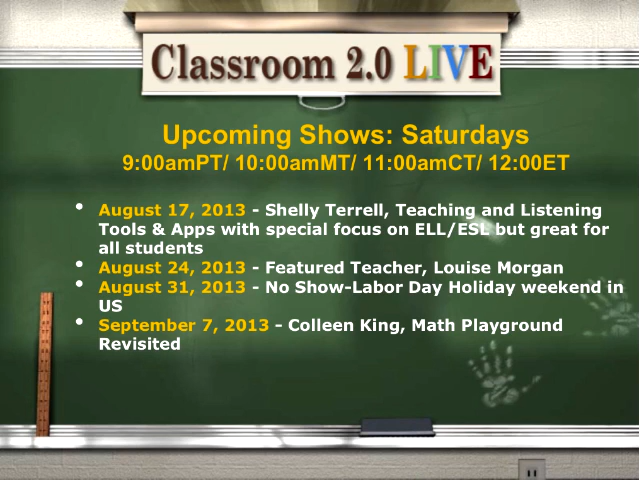 Classroom 2.0 LIVE
Upcoming Shows: Saturdays
9:00amPT/ 10:00amMT/ 11:00amCT/ 12:00ET
• August 17, 2013 - Shelly Terrell, Teaching and Listening
Tools & Apps with special focus on ELL/ESL but great for
all students
• August 24, 2013 - Featured Teacher, Louise Morgan
• August 31, 2013 - No Show-Labor Day Holiday weekend in
US
• September 7, 2013 - Colleen King, Math Playground
Revisited